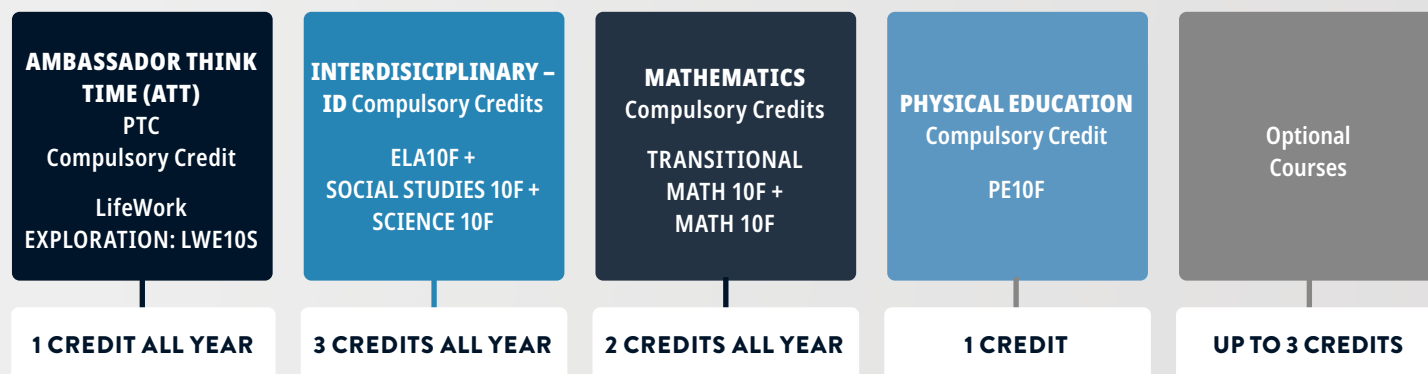 AMBASSADOR THINK
TIME (ATT)
PTC
Compulsory Credit
LifeWork
EXPLORATION: LWE10S
1 CREDIT ALL YEAR
INTERDISICIPLINARY –
ID Compulsory Credits
ELA10F +
SOCIAL STUDIES 10F +
SCIENCE 10F
3 CREDITS ALL YEAR
MATHEMATICS
Compulsory Credits
TRANSITIONAL
MATH 10F +
MATH 10F
2 CREDITS ALL YEAR
PHYSICAL EDUCATION
Compulsory Credit
PE10F
1 CREDIT
Optional
Courses
UP TO 3 CREDITS